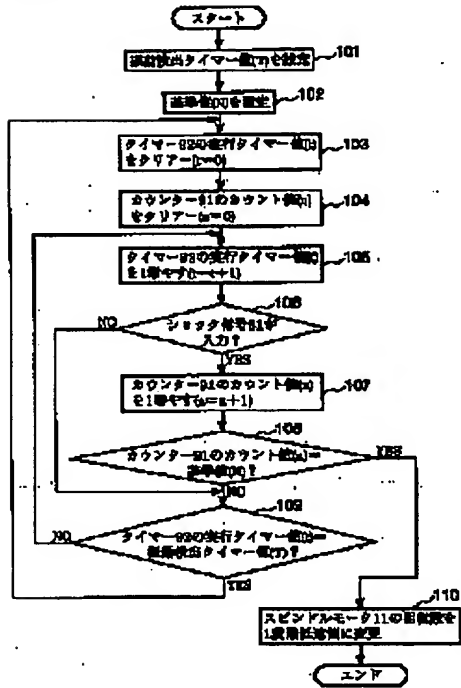 スタート
振動検出タイマー値(T)を設定
101
基準値(N)を設定
102
タイマー92の実行タイマー値(t)
をクリアー(t=0)
103
カウンター91のカウント値(n)
をクリアー(n=0)
104
タイマー92の実行タイマー値(t)
を1増やす(t=t+1)
105
106
ショック信号S1が
入力?
NO
YES
カウンター91のカウント値(n)
を1増やす(n=n+1)
107
108
カウンター91のカウント値(n)=
基準値(N)?
YES
NO
109
タイマー92の実行タイマー値(t)=
振動検出タイマー値(T)?
NO
YES
110
スピンドルモータ11の回転数を
1段階低速側に変更
エンド